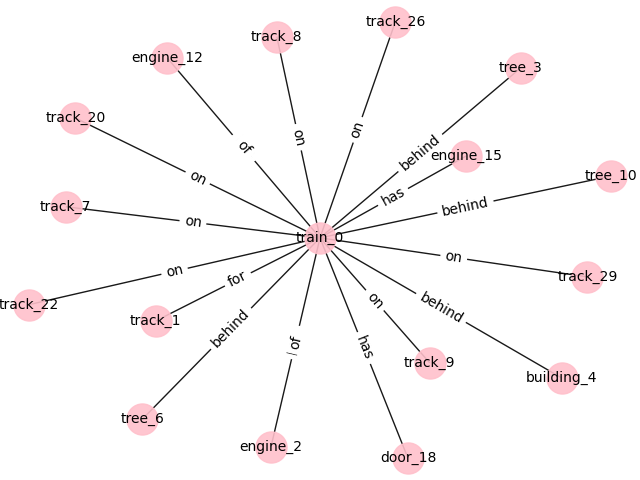 track_26
track_8
engine_12
tree_3
track_20
on
on
of
behind
engine_15
has
tree_10
on
behind
track_7
on
train_0
on
on
track_29
for
track_22
on
behind
track_1
behind
of
has
track_9
building_4
tree_6
engine_2
door_18